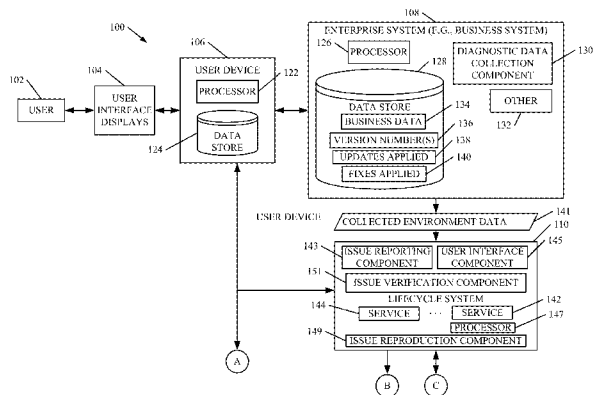 100
108
ENTERPRISE SYSTEM (E.G., BUSINESS SYSTEM)
126
PROCESSOR
128
DIAGNOSTIC DATA COLLECTION COMPONENT
130
106
USER DEVICE
122
PROCESSOR
104
102
USER
USER INTERFACE DISPLAYS
124
DATA STORE
DATA STORE
134
BUSINESS DATA
OTHER
132
136
VERSION NUMBER(S)
138
UPDATES APPLIED
140
FIXES APPLIED
USER DEVICE
COLLECTED ENVIRONMENT DATA
141
110
143
ISSUE REPORTING COMPONENT
USER INTERFACE COMPONENT
145
151
ISSUE VERIFICATION COMPONENT
LIFECYCLE SYSTEM
144
SERVICE
. . .
SERVICE
142
PROCESSOR
147
149
ISSUE REPRODUCTION COMPONENT
A
B
C